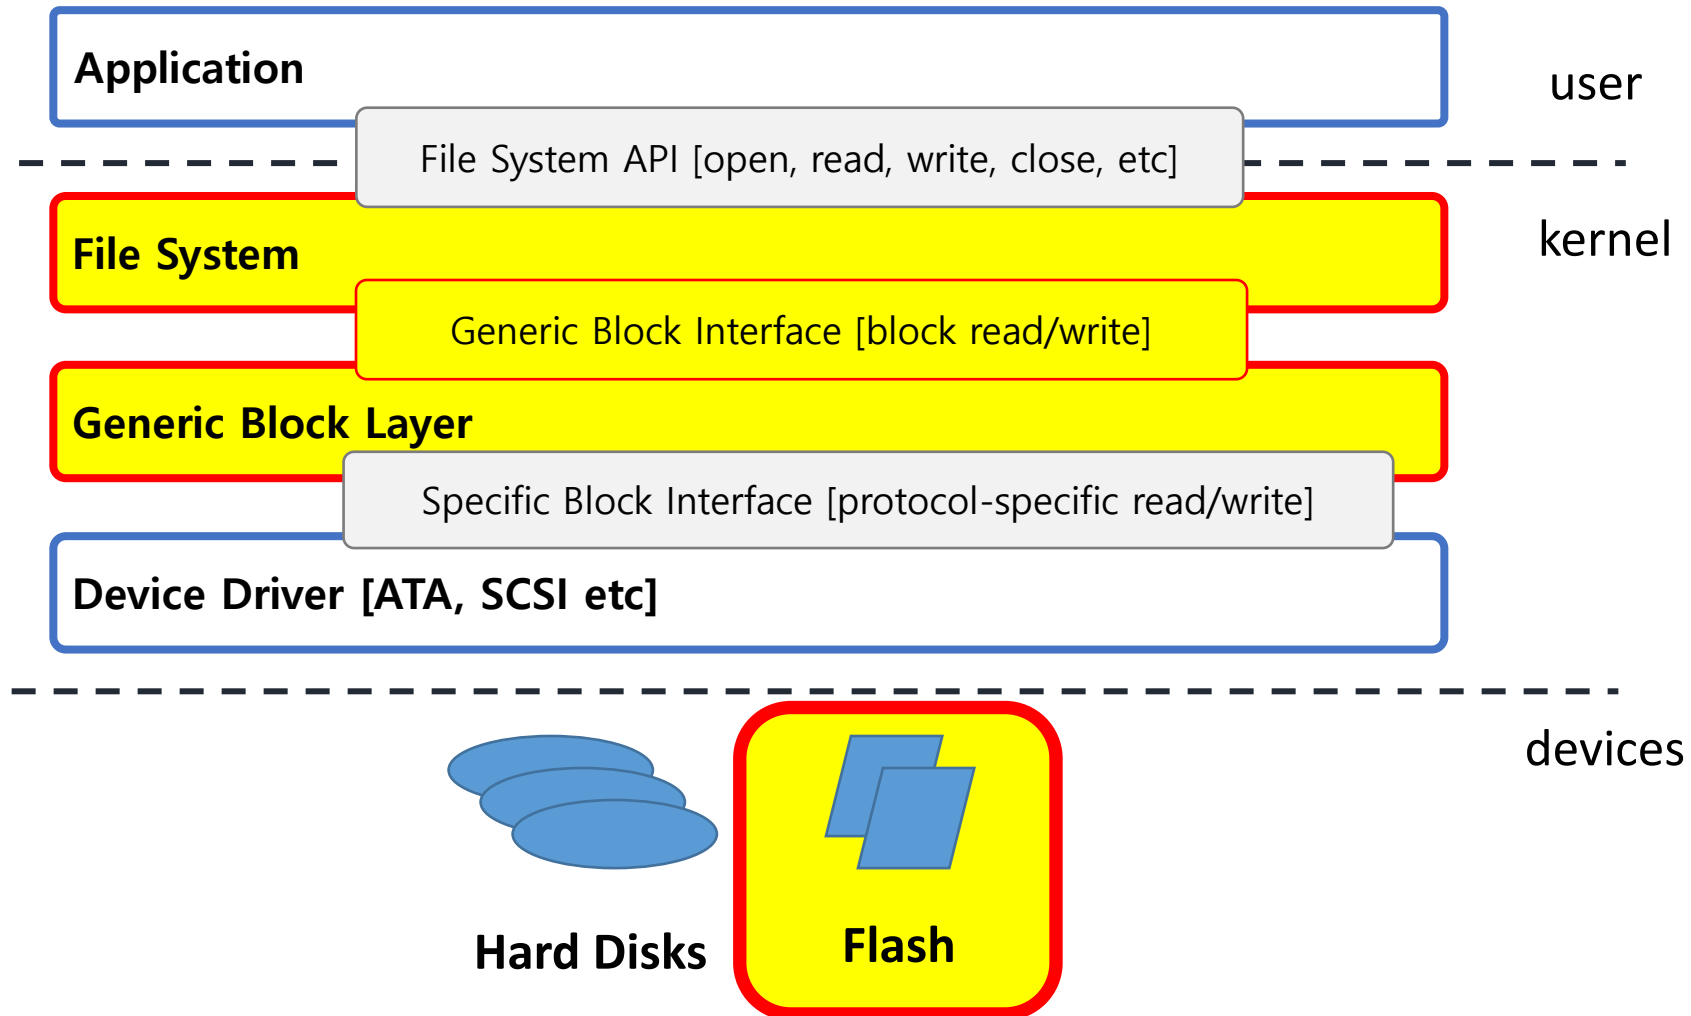 Application
user
File System API [open, read, write, close, etc]
File System
kernel
Generic Block Interface [block read/write]
Generic Block Layer
Specific Block Interface [protocol-specific read/write]
Device Driver [ATA, SCSI etc]
devices
Hard Disks
Flash